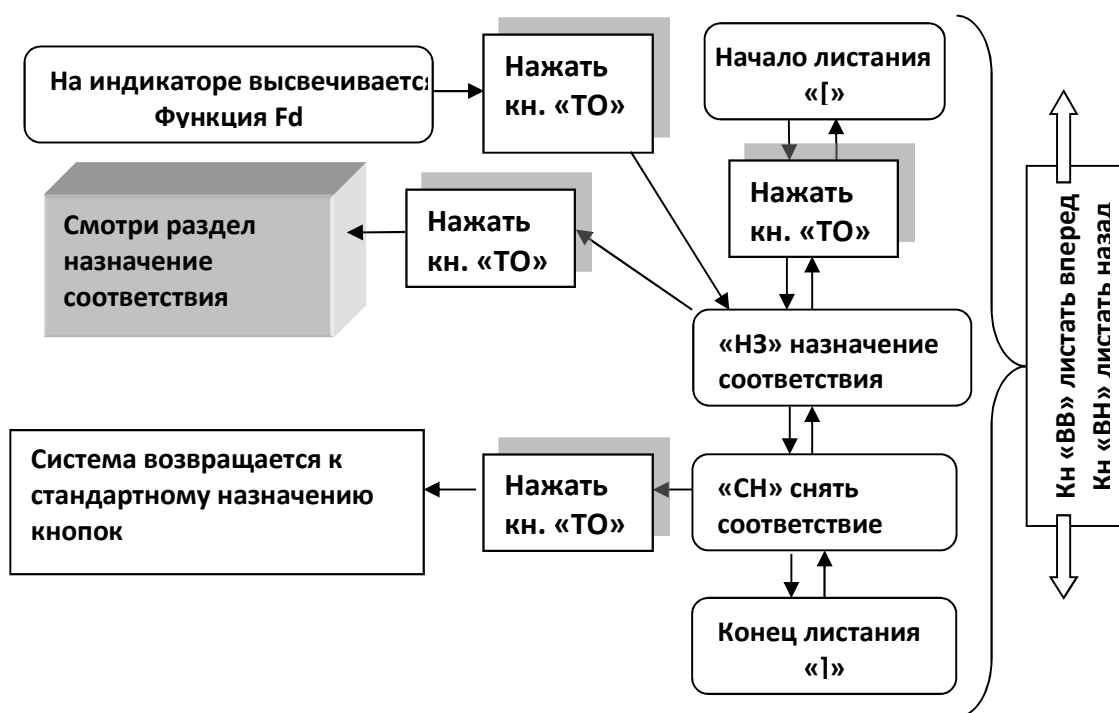 На индикаторе высвечивается
Функция Fd
Нажать
кн. «ТО»
Начало листания
«[»
Нажать
кн. «ТО»
Смотри раздел
назначение
соответствия
Нажать
кн. «ТО»
«НЗ» назначение
соответствия
Система возвращается к
стандартному назначению
кнопок
Нажать
кн. «ТО»
«СН» снять
соответствие
Конец листания
«]»
Кн «ВВ» листать вперед
Кн «ВН» листать назад